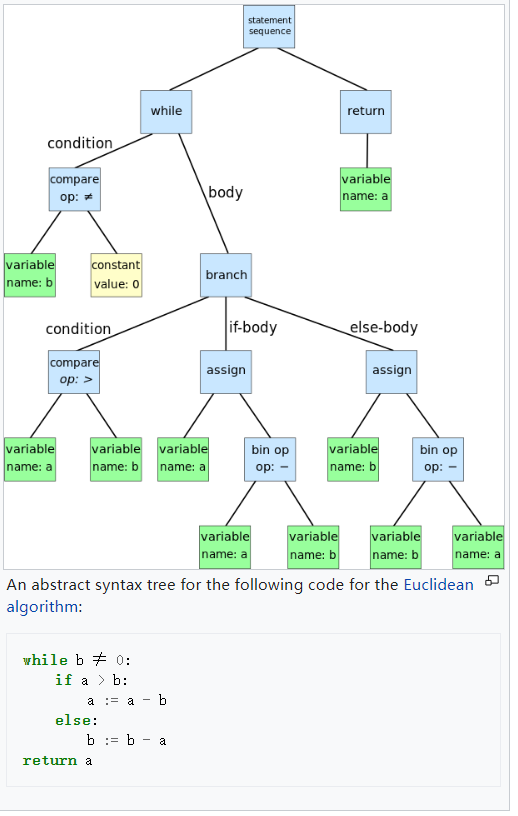 statement
sequence
while
return
condition
compare
op: ≠
body
variable
name: a
variable
name: b
constant
value: 0
branch
condition
if-body
else-body
compare
op: >
assign
assign
variable
name: a
variable
name: b
variable
name: a
bin op
op: −
variable
name: b
bin op
op: −
variable
name: a
variable
name: b
variable
name: b
variable
name: a
An abstract syntax tree for the following code for the Euclidean
algorithm:
while b ≠ 0:
    if a > b:
        a := a - b
    else:
        b := b - a
return a